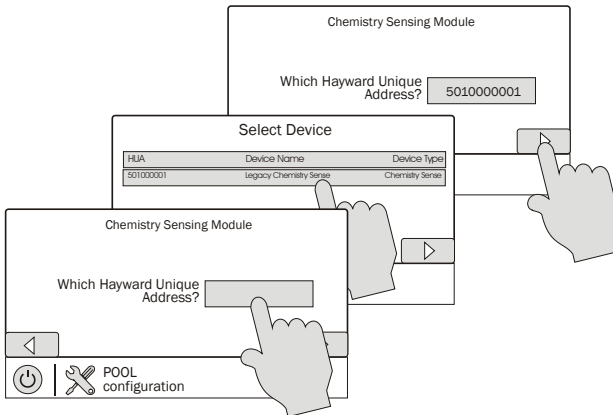 Chemistry Sensing Module
Which Hayward Unique
Address?
5010000001
Select Device
HUA Device Name Device Type
501000001 Legacy Chemistry Sense Chemistry Sense
Chemistry Sensing Module
Which Hayward Unique
Address?
POOL
configuration